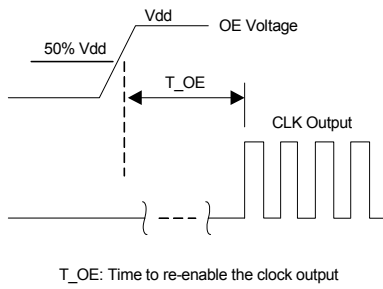 Vdd
OE Voltage
50% Vdd
T_OE
CLK Output
T_OE: Time to re-enable the clock output